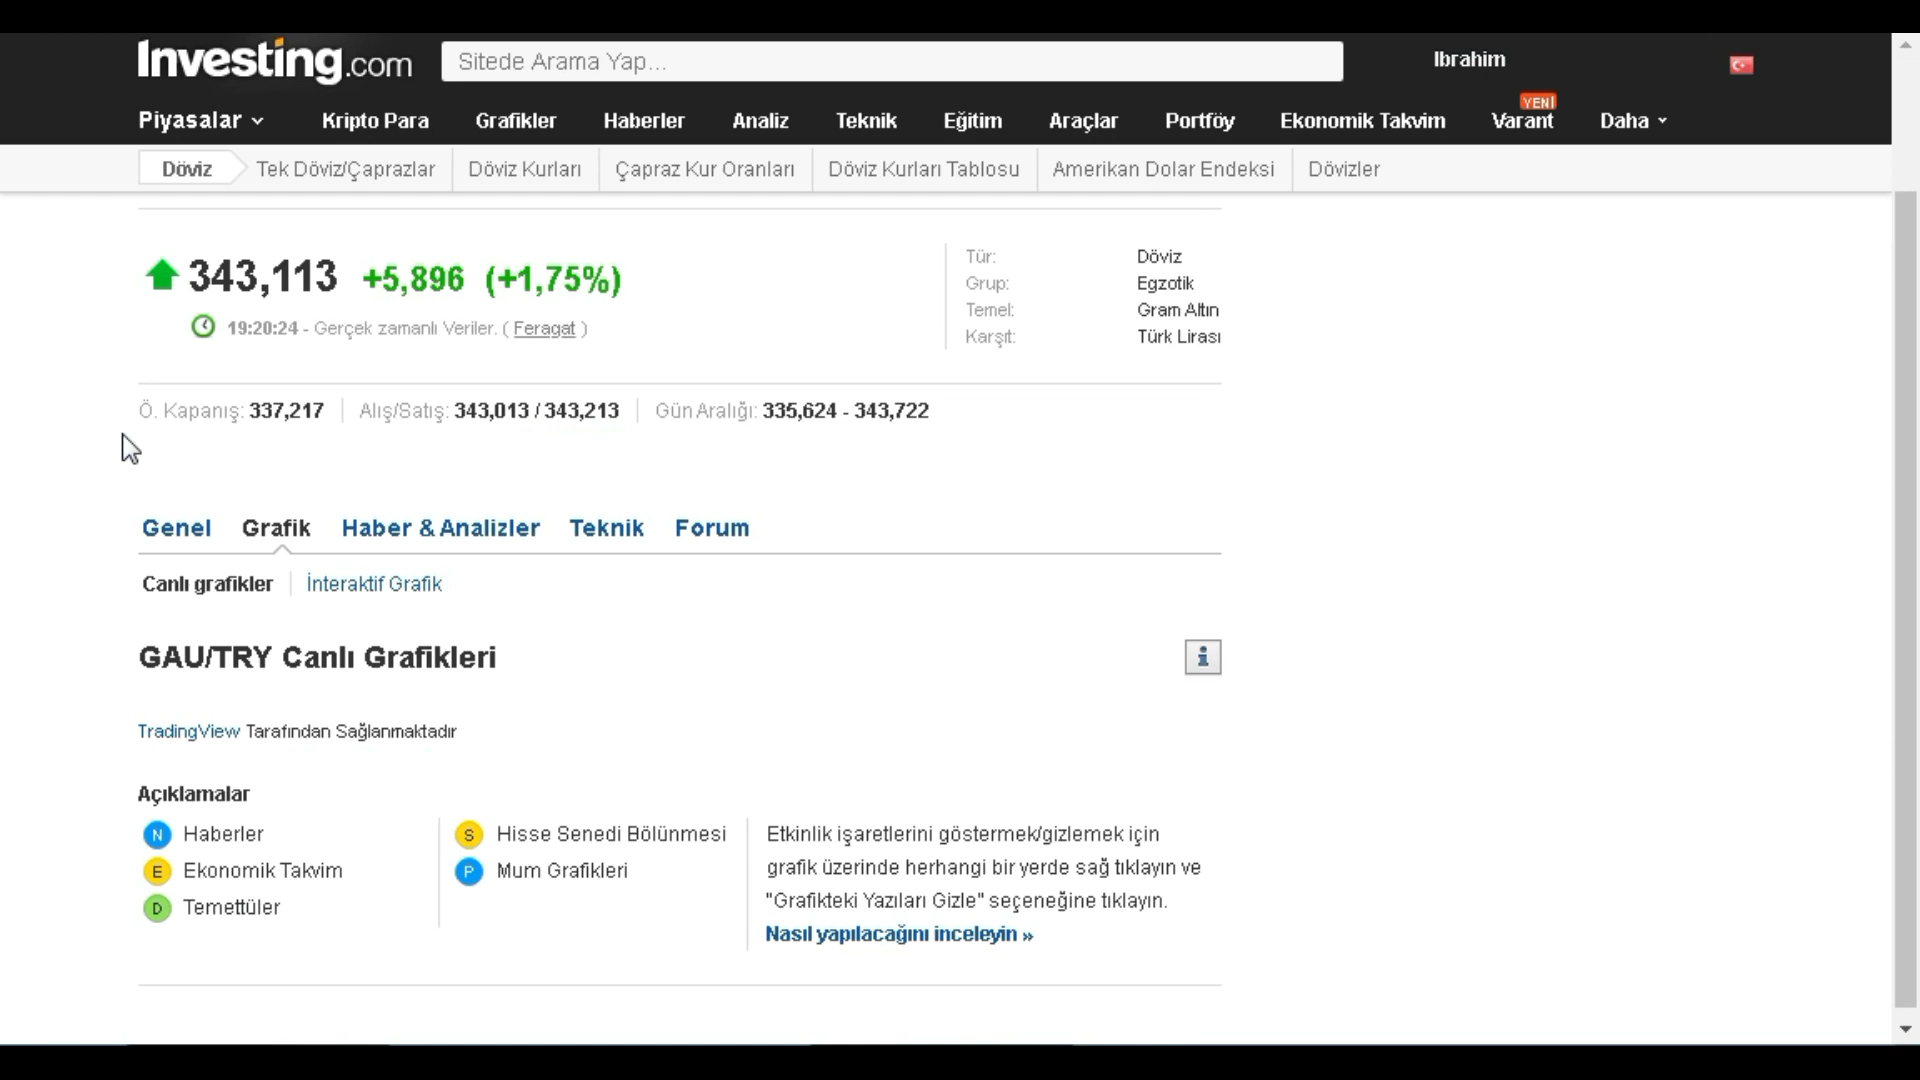 Investing.com
Sitede Arama Yap...
Ibrahim
YENİ
Piyasalar Kripto Para Grafikler Haberler Analiz Teknik Eğitim Araçlar Portföy Ekonomik Takvim Varant Daha
Döviz Tek Döviz/Çaprazlar Döviz Kurları Çapraz Kur Oranları Döviz Kurları Tablosu Amerikan Dolar Endeksi Dövizler
343,113 +5,896 (+1,75%)
19:20:24 - Gerçek zamanlı Veriler. ( Feragat )
Tür: Döviz
Grup: Egzotik
Temel: Gram Altın
Karşıt: Türk Lirası
Ö. Kapanış: 337,217 Alış/Satış: 343,013 / 343,213 Gün Aralığı: 335,624 - 343,722
Genel Grafik Haber & Analizler Teknik Forum
Canlı grafikler İnteraktif Grafik
GAU/TRY Canlı Grafikleri
i
TradingView Tarafından Sağlanmaktadır
Açıklamalar
N Haberler
E Ekonomik Takvim
D Temettüler
S Hisse Senedi Bölünmesi
P Mum Grafikleri
Etkinlik işaretlerini göstermek/gizlemek için
grafik üzerinde herhangi bir yerde sağ tıklayın ve
"Grafikteki Yazıları Gizle" seçeneğine tıklayın.
Nasıl yapılacağını inceleyin »